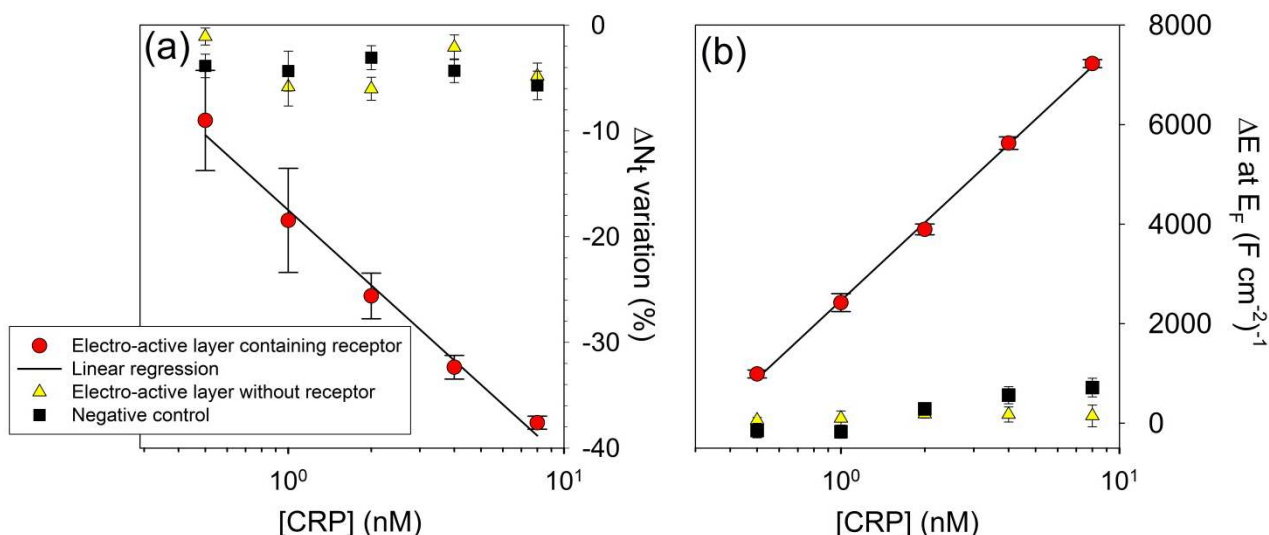 (a)
0
-10
-20
-30
-40
ΔNt variation (%)
10⁰
10¹
[CRP] (nM)
Electro-active layer containing receptor
Linear regression
Electro-active layer without receptor
Negative control
(b)
8000
6000
4000
2000
0
ΔE at E_F (F cm⁻²)⁻¹
10⁰
10¹
[CRP] (nM)